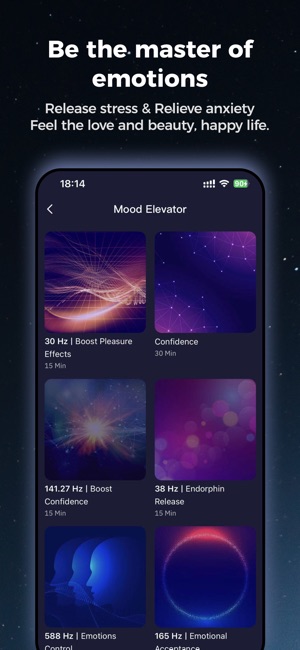 Be the master of
emotions
Release stress & Relieve anxiety
Feel the love and beauty, happy life.
18:14
90+
Mood Elevator
30 Hz | Boost Pleasure
Effects
15 Min
Confidence
30 Min
141.27 Hz | Boost
Confidence
15 Min
38 Hz | Endorphin
Release
15 Min
588 Hz | Emotions
Control
165 Hz | Emotional
Acceptance